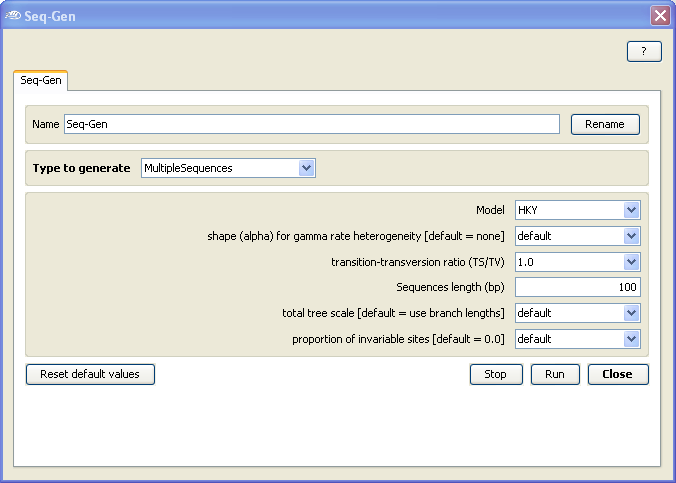 Seq-Gen
?
Seq-Gen
Name Seq-Gen Rename
Type to generate MultipleSequences
Model HKY
shape (alpha) for gamma rate heterogeneity [default = none] default
transition-transversion ratio (TS/TV) 1.0
Sequences length (bp) 100
total tree scale [default = use branch lengths] default
proportion of invariable sites [default = 0.0] default
Reset default values Stop Run Close